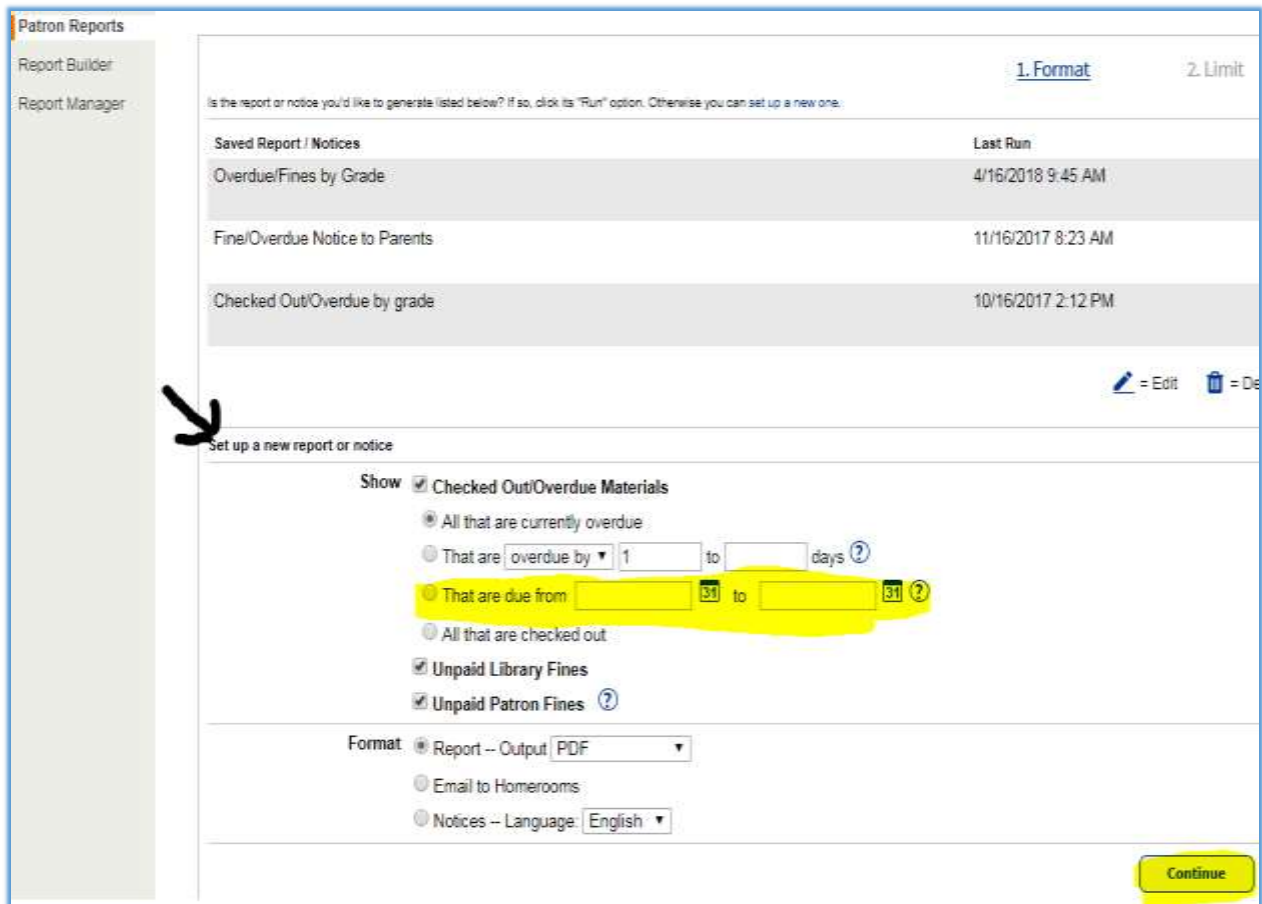 Patron Reports
Report Builder
Report Manager
1. Format 2. Limit
Is the report or notice you'd like to generate listed below? If so, click its "Run" option. Otherwise you can set up a new one.
Saved Report / Notices Last Run
Overdue/Fines by Grade 4/16/2018 9:45 AM
Fine/Overdue Notice to Parents 11/16/2017 8:23 AM
Checked Out/Overdue by grade 10/16/2017 2:12 PM
= Edit = De
Set up a new report or notice
Show Checked Out/Overdue Materials
All that are currently overdue
That are overdue by 1 to days ?
That are due from 31 to 31 ?
All that are checked out
Unpaid Library Fines
Unpaid Patron Fines ?
Format Report -- Output PDF
Email to Homerooms
Notices -- Language: English
Continue